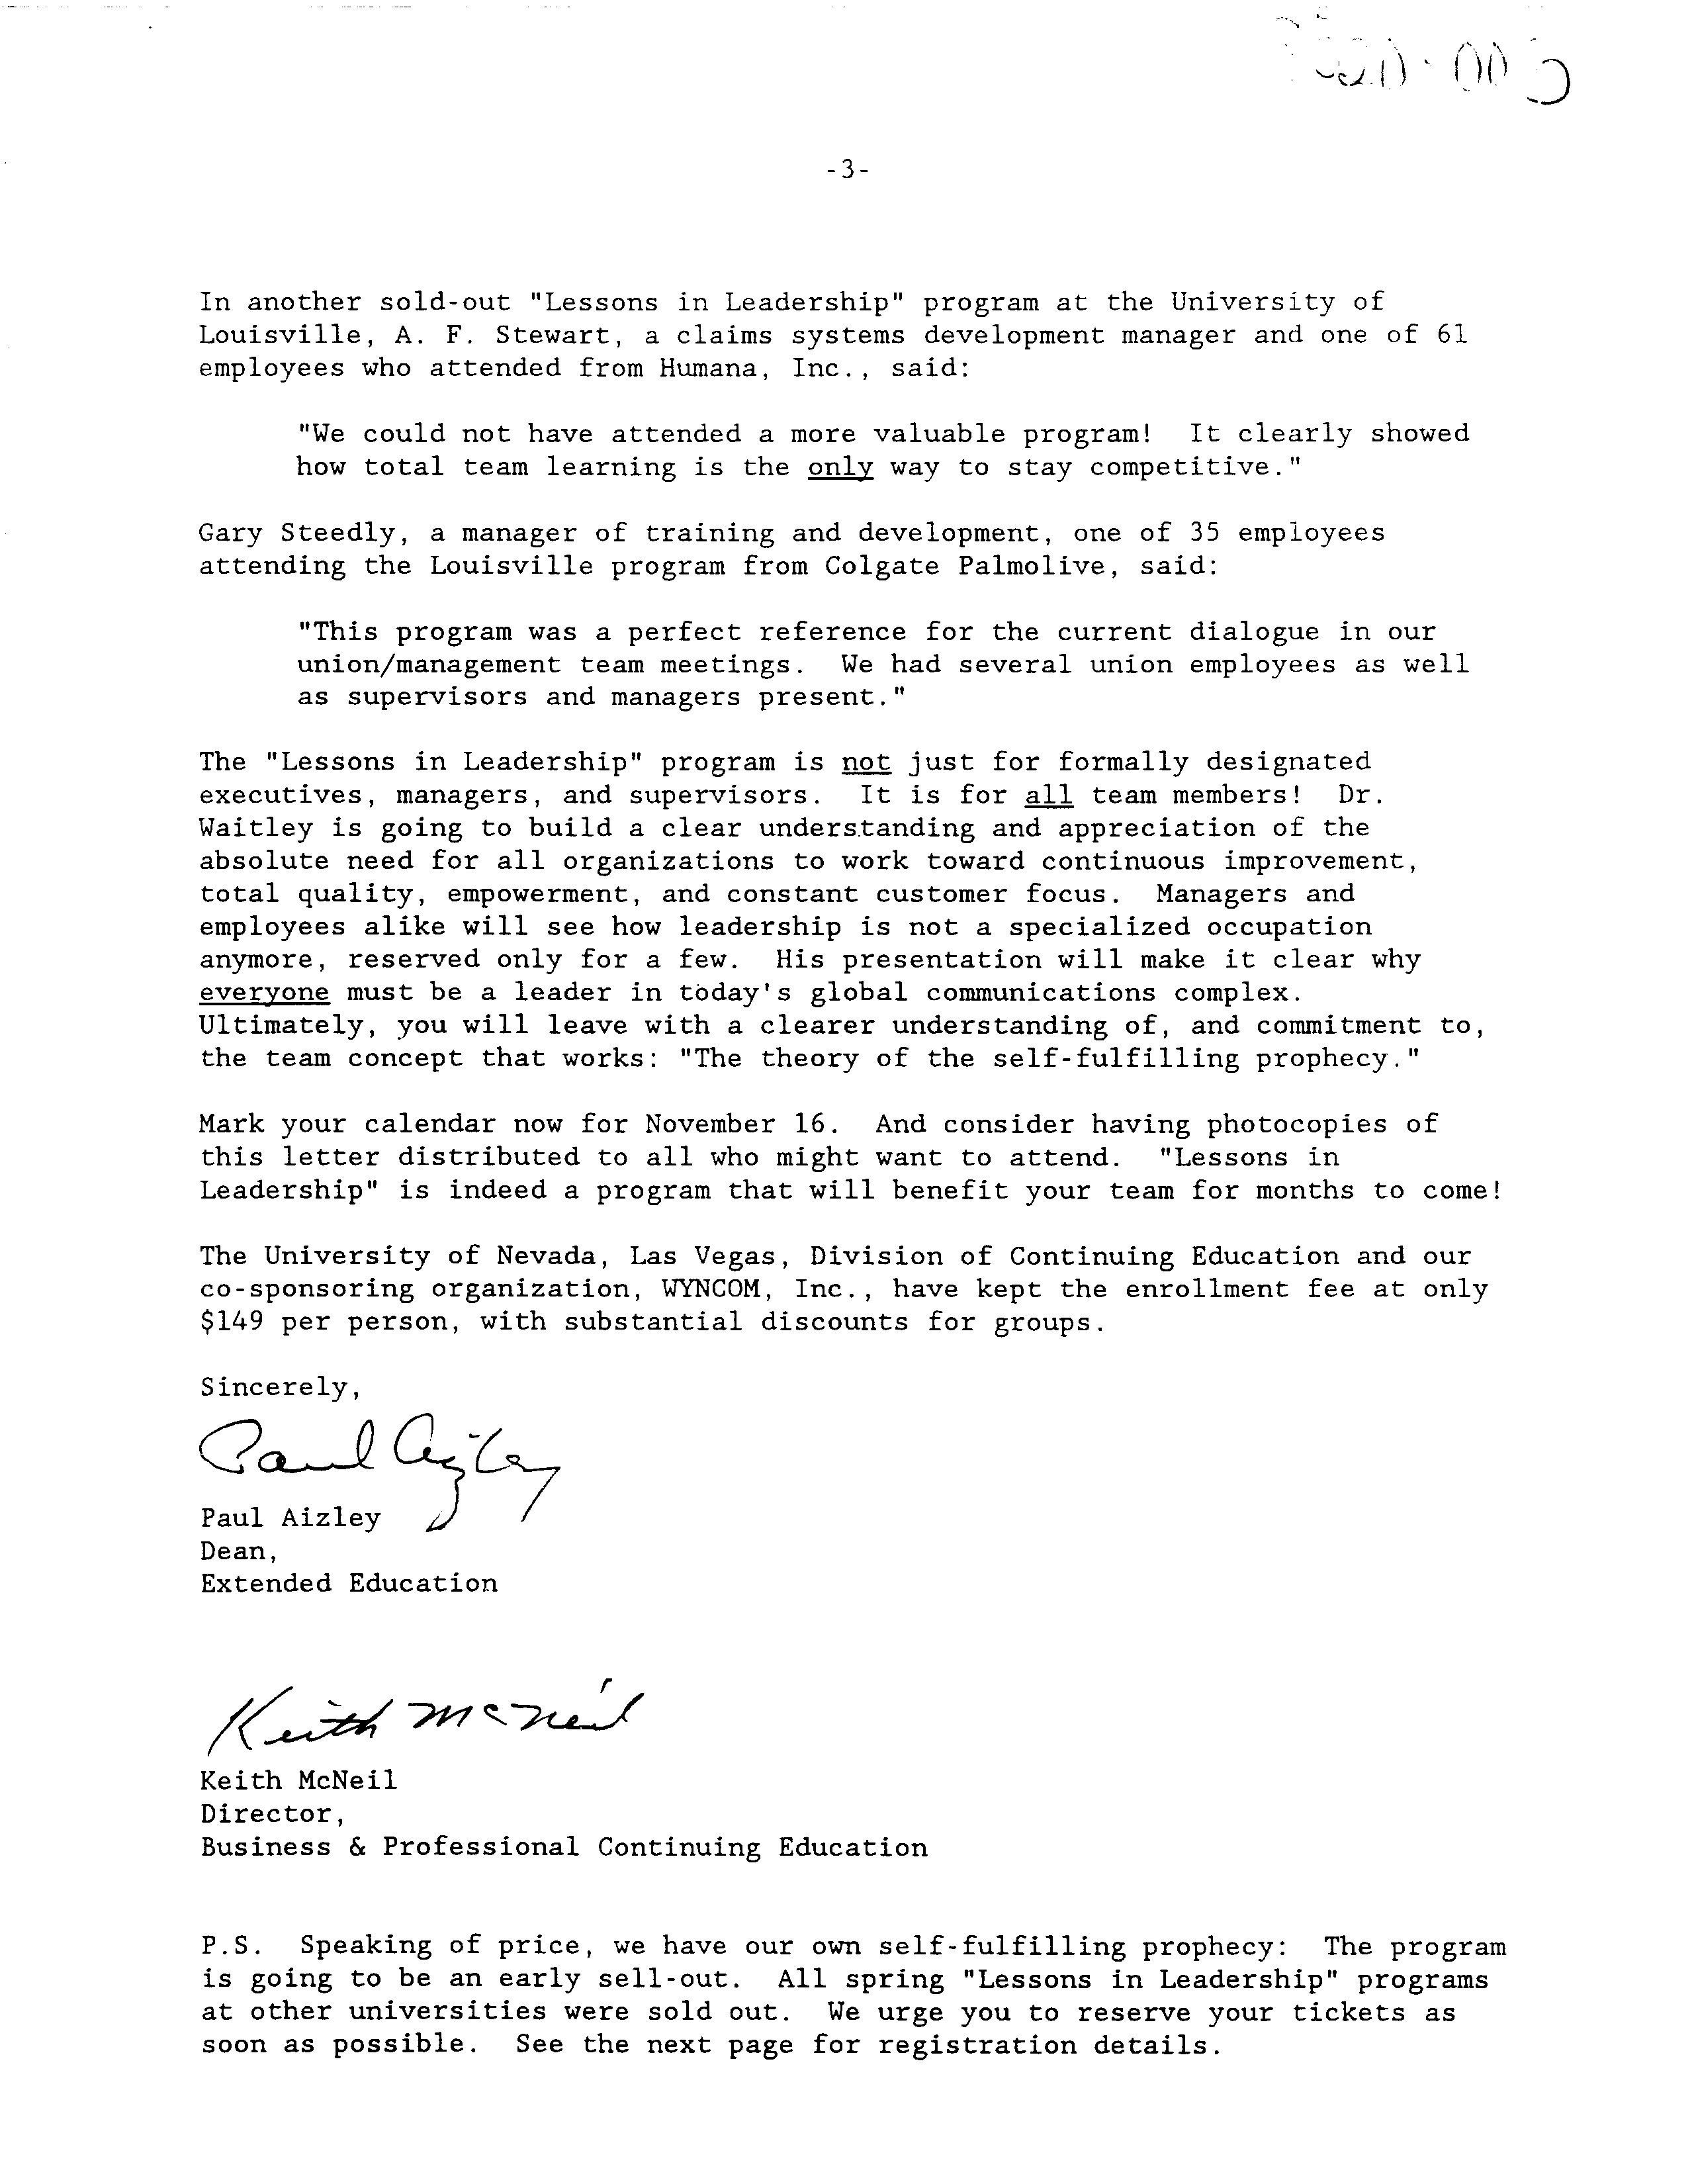 -3-
In another sold-out "Lessons in Leadership" program at the University of
Louisville, A. F. Stewart, a claims systems development manager and one of 61
employees who attended from Humana, Inc., said:
"We could not have attended a more valuable program! It clearly showed
how total team learning is the only way to stay competitive."
Gary Steedly, a manager of training and development, one of 35 employees
attending the Louisville program from Colgate Palmolive, said:
"This program was a perfect reference for the current dialogue in our
union/management team meetings. We had several union employees as well
as supervisors and managers present."
The "Lessons in Leadership" program is not just for formally designated
executives, managers, and supervisors. It is for all team members! Dr.
Waitley is going to build a clear understanding and appreciation of the
absolute need for all organizations to work toward continuous improvement,
total quality, empowerment, and constant customer focus. Managers and
employees alike will see how leadership is not a specialized occupation
anymore, reserved only for a few. His presentation will make it clear why
everyone must be a leader in today's global communications complex.
Ultimately, you will leave with a clearer understanding of, and commitment to,
the team concept that works: "The theory of the self-fulfilling prophecy."
Mark your calendar now for November 16. And consider having photocopies of
this letter distributed to all who might want to attend. "Lessons in
Leadership" is indeed a program that will benefit your team for months to come!
The University of Nevada, Las Vegas, Division of Continuing Education and our
co-sponsoring organization, WYNCOM, Inc., have kept the enrollment fee at only
$149 per person, with substantial discounts for groups.
Sincerely,
Paul Aizley
Paul Aizley
Dean,
Extended Education
Keith McNeil
Keith McNeil
Director,
Business & Professional Continuing Education
P.S. Speaking of price, we have our own self-fulfilling prophecy: The program
is going to be an early sell-out. All spring "Lessons in Leadership" programs
at other universities were sold out. We urge you to reserve your tickets as
soon as possible. See the next page for registration details.